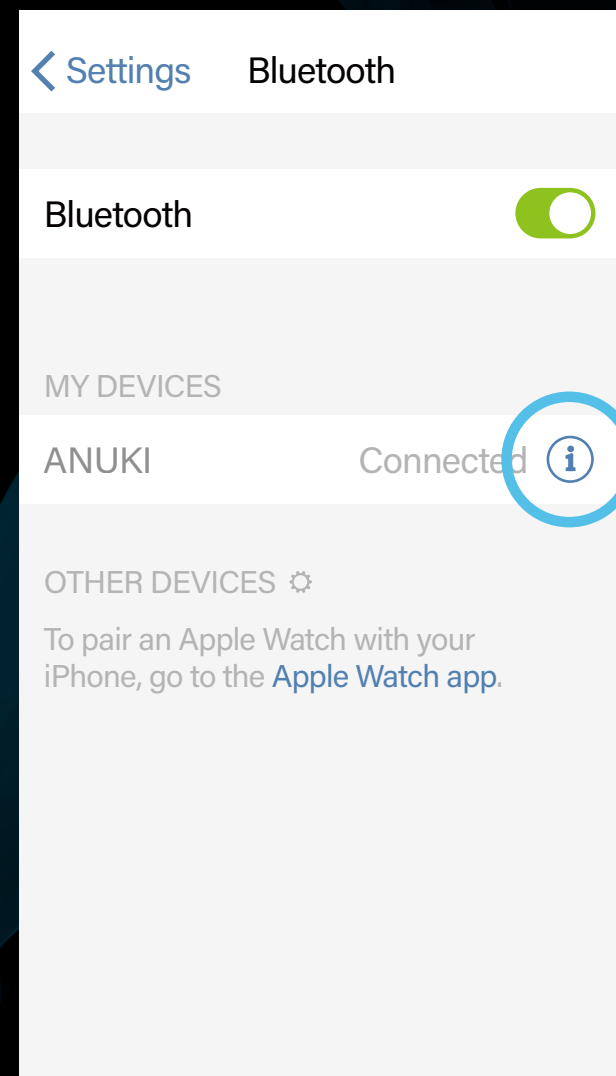 Settings Bluetooth
Bluetooth
MY DEVICES
ANUKI Connected i
OTHER DEVICES
To pair an Apple Watch with your
iPhone, go to the Apple Watch app.